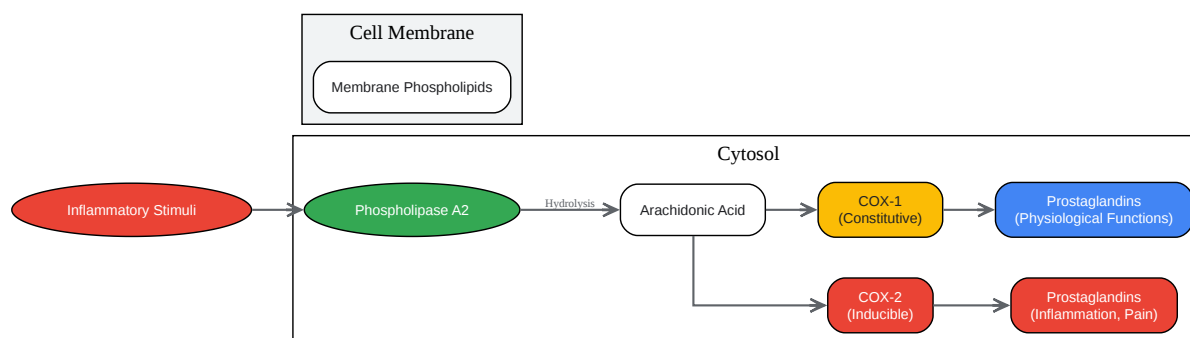 Cell Membrane
Membrane Phospholipids
Cytosol
Inflammatory Stimuli
Phospholipase A2
Hydrolysis
Arachidonic Acid
COX-1
(Constitutive)
Prostaglandins
(Physiological Functions)
COX-2
(Inducible)
Prostaglandins
(Inflammation, Pain)